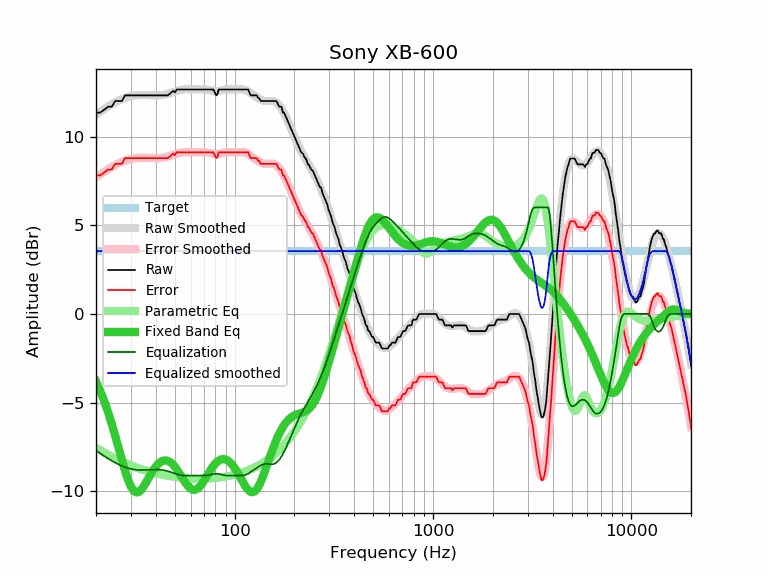 Sony XB-600
Amplitude (dBr)
10
5
0
−5
−10
Target
Raw Smoothed
Error Smoothed
Raw
Error
Parametric Eq
Fixed Band Eq
Equalization
Equalized smoothed
100 1000 10000
Frequency (Hz)